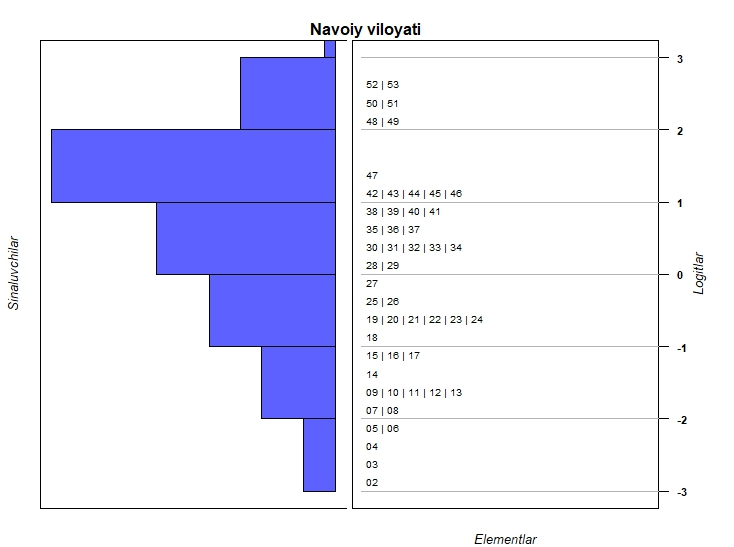 Navoiy viloyati
3
52 | 53
50 | 51
48 | 49
2
47
42 | 43 | 44 | 45 | 46
1
38 | 39 | 40 | 41
35 | 36 | 37
30 | 31 | 32 | 33 | 34
28 | 29
0
27
25 | 26
19 | 20 | 21 | 22 | 23 | 24
18
-1
15 | 16 | 17
14
09 | 10 | 11 | 12 | 13
07 | 08
-2
05 | 06
04
03
02
-3
Sinaluvchilar
Logitlar
Elementlar